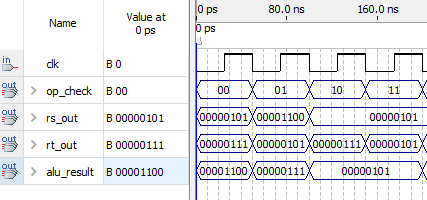 Name Value at 0 ps 0 ps 80.0 ns 160.0 ns
0 ps
in clk B 0
out > op_check B 00 00 01 10 11
out > rs_out B 00000101 00000101 00001100 00000101
out > rt_out B 00000111 00000111 00000101 00000111 00000101
out > alu_result B 00001100 00001100 00000111 00000101